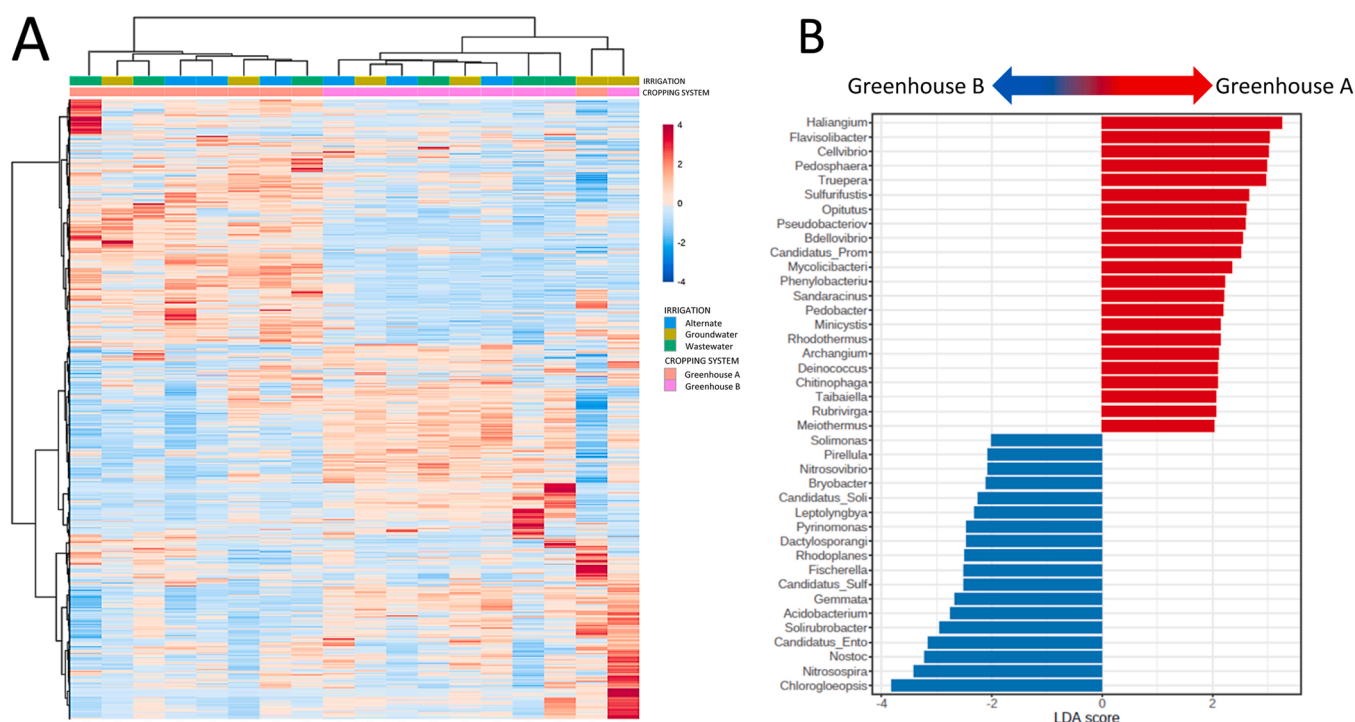 A
IRRIGATION
CROPPING SYSTEM
4
2
0
-2
-4
IRRIGATION
Alternate
Groundwater
Wastewater
CROPPING SYSTEM
Greenhouse A
Greenhouse B
B
Greenhouse B
Greenhouse A
Haliangium
Flavisolibacter
Cellvibrio
Pedosphaera
Truepera
Sulfurifustis
Opitutus
Pseudobacteriov
Bdellovibrio
Candidatus_Prom
Mycolicibacteri
Phenylobacteriu
Sandaracinus
Pedobacter
Minicystis
Rhodothermus
Archangium
Deinococcus
Chitinophaga
Taibaiella
Rubrivirga
Meiothermus
Solimonas
Pirellula
Nitrosovibrio
Bryobacter
Candidatus_Soli
Leptolyngbya
Pyrinomonas
Dactylosporangi
Rhodoplanes
Fischerella
Candidatus_Sulf
Gemmata
Acidobacterium
Solirubrobacter
Candidatus_Ento
Nostoc
Nitrosospira
Chlorogloeopsis
-4 -2 0 2
LDA score